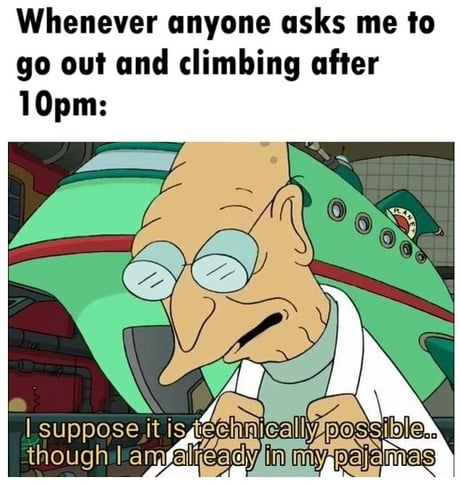 Whenever anyone asks me to
go out and climbing after
10pm:
PLANE
I suppose it is technically possible..
though I am already in my pajamas